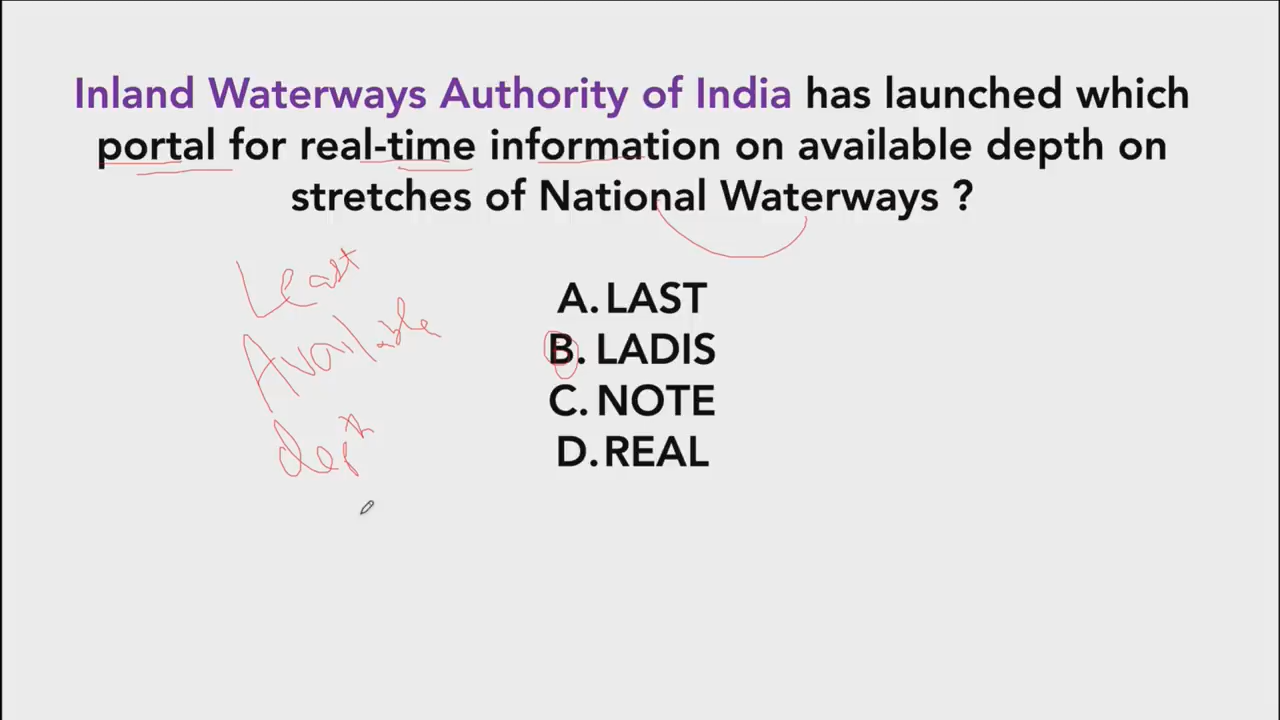 Inland Waterways Authority of India has launched which
portal for real-time information on available depth on
stretches of National Waterways ?
Least
Available
depth
A. LAST
B. LADIS
C. NOTE
D. REAL